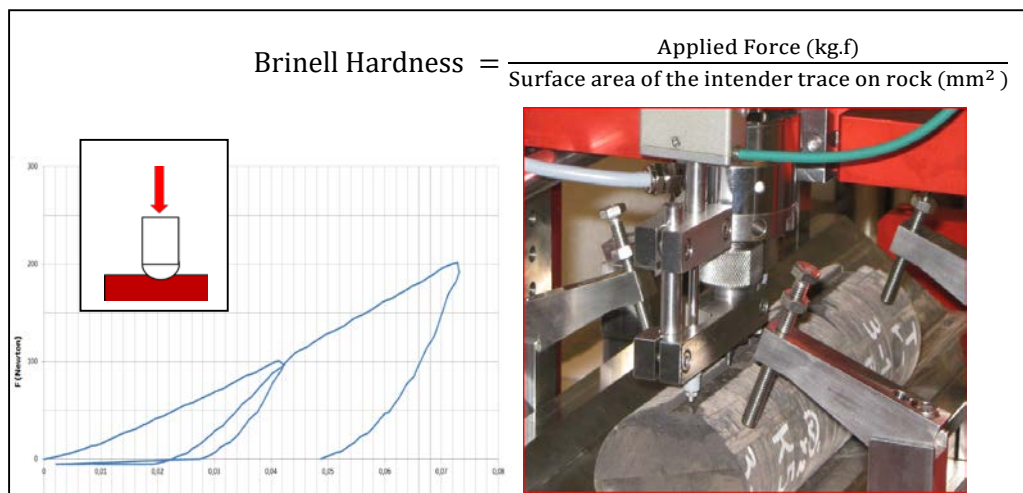 Brinell Hardness = Applied Force (kg.f)
Surface area of the intender trace on rock (mm²)
300
200
100
0
F (Newton)
0 0,01 0,02 0,03 0,04 0,05 0,06 0,07 0,08